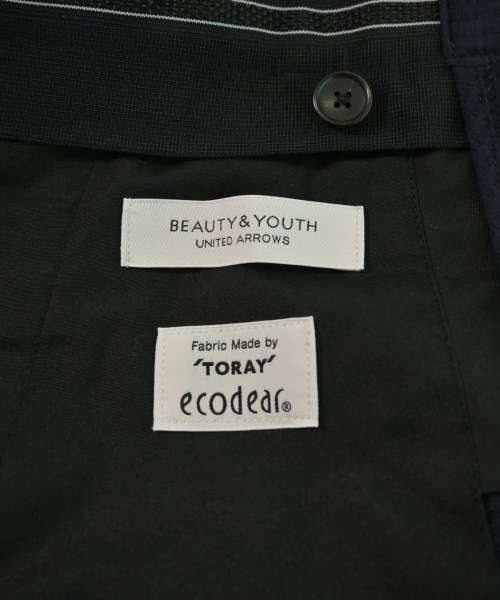 BEAUTY&YOUTH
UNITED ARROWS
Fabric Made by
'TORAY'
ecodear®